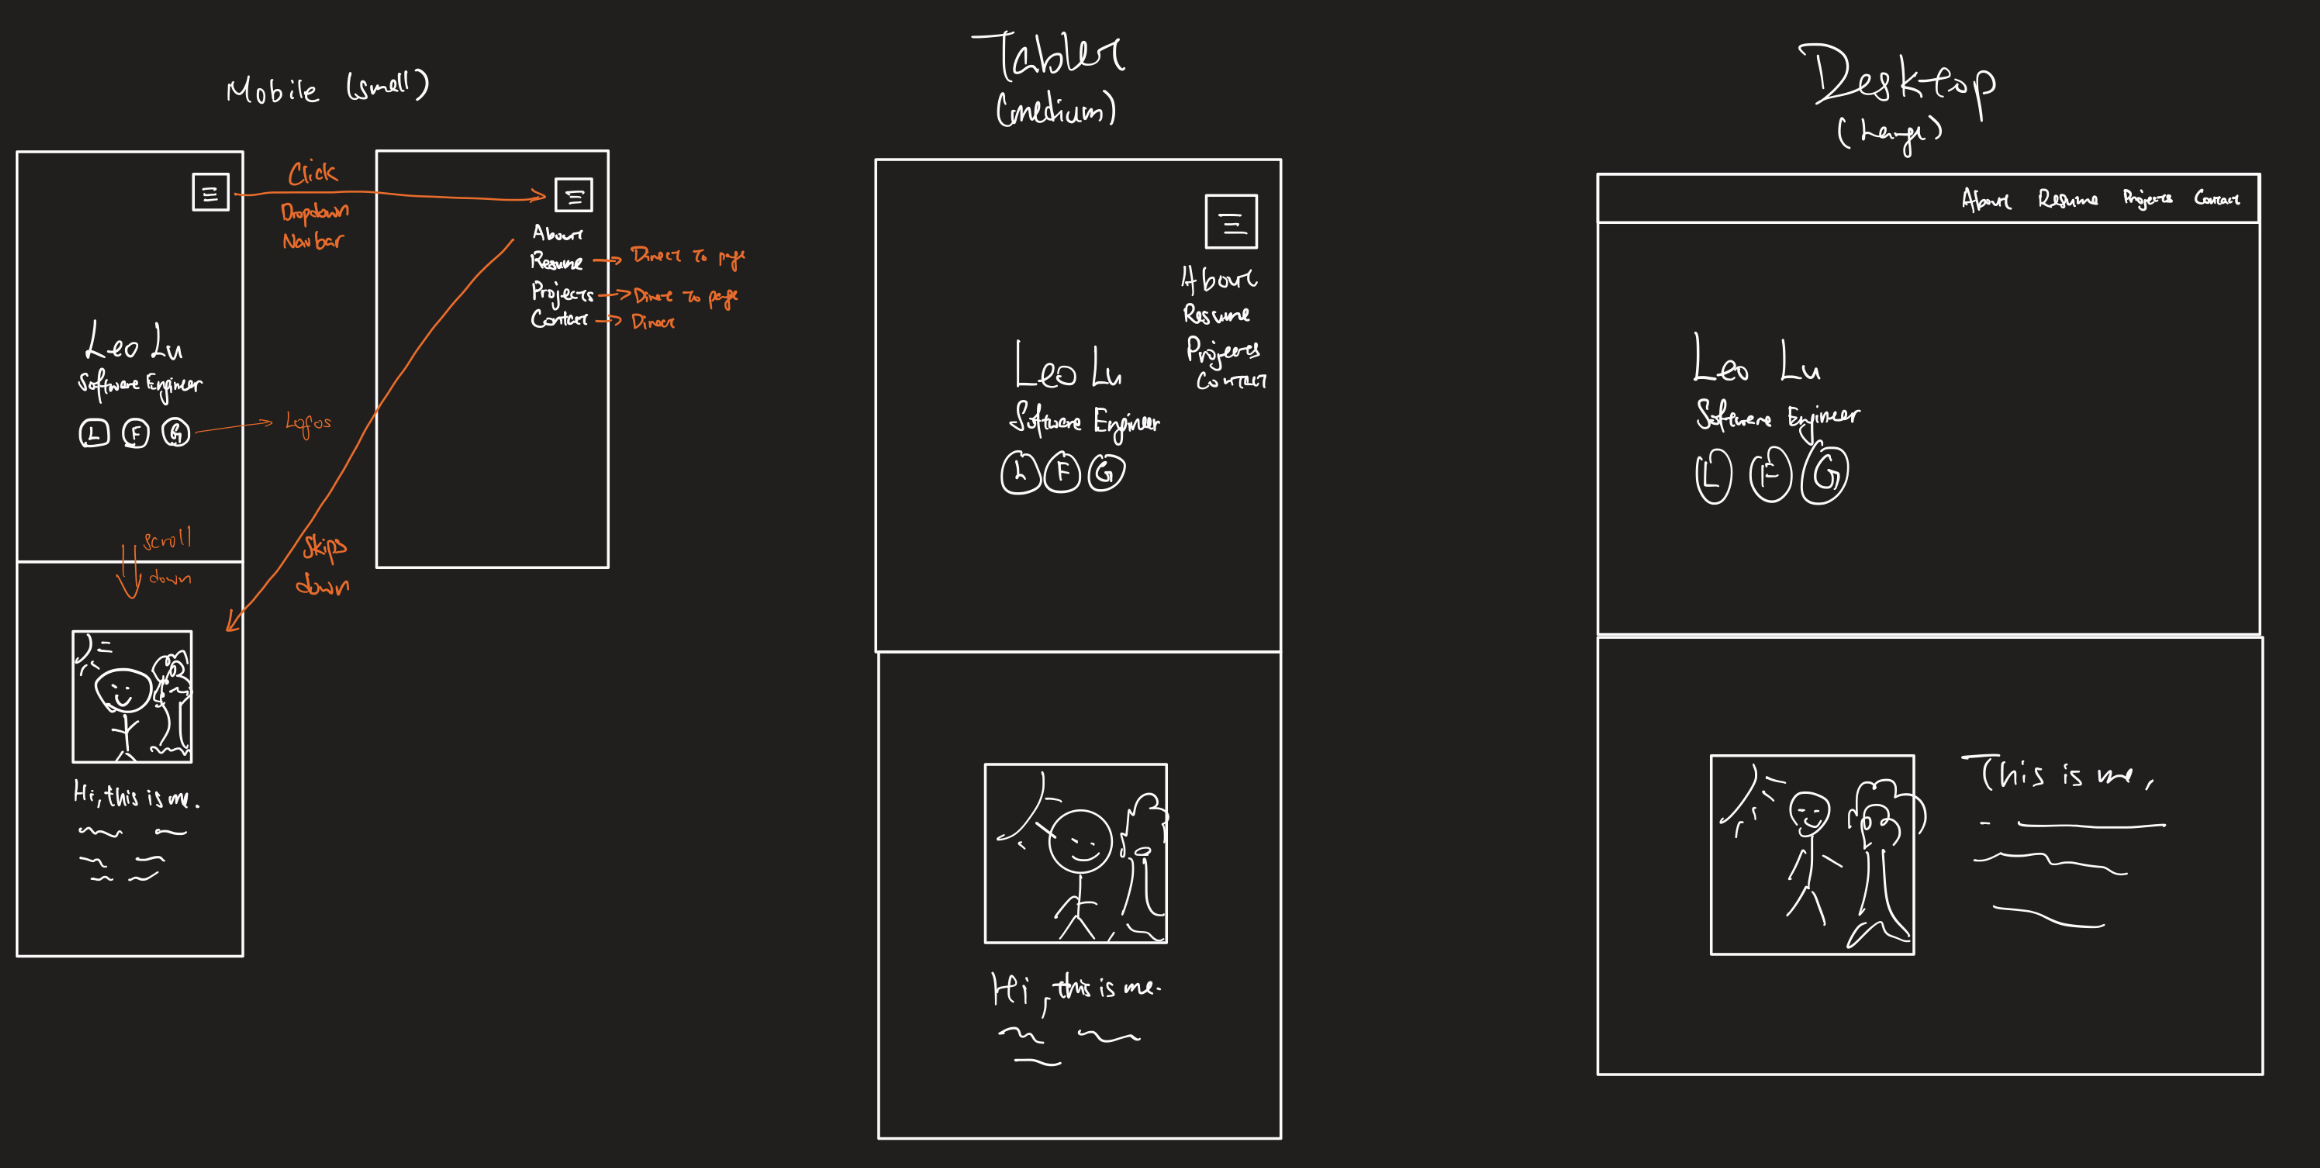 Mobile (small)
Click
Dropdown
Navbar
Leo Lu
Software Engineer
L F G
Logos
scroll
down
Hi, this is me.
About
Resume
Direct To page
Projects
Direct To page
Contact
Direct
Skips
down
Tablet
(medium)
About
Resume
Projects
Contact
Leo Lu
Software Engineer
L F G
Hi, this is me.
Desktop
(Large)
About Resume Projects Contact
Leo Lu
Software Engineer
L F G
This is me,